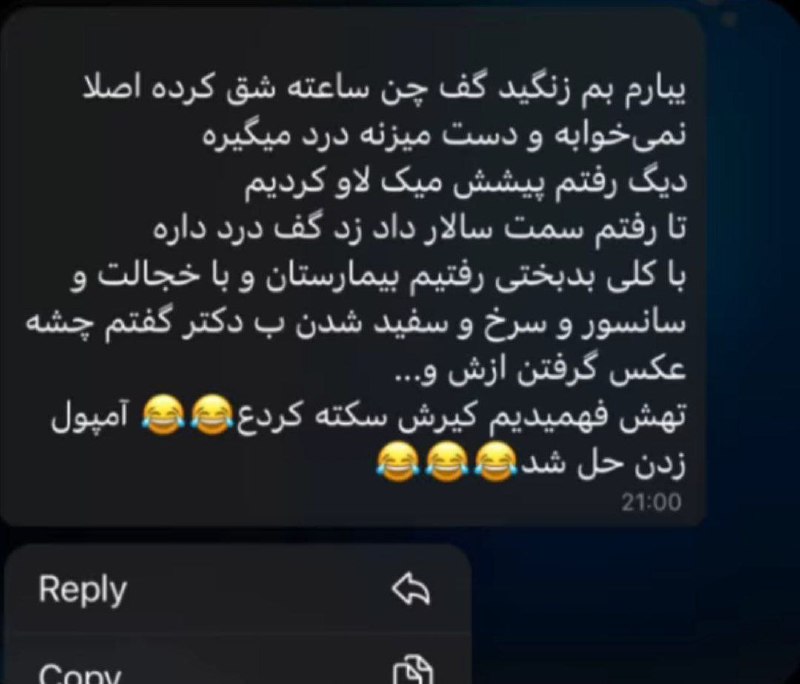 یبارم بم زنگید گف چن ساعته شق کرده اصلا
نمی‌خوابه و دست میزنه درد میگیره
دیگ رفتم پیشش میک لاو کردیم
تا رفتم سمت سالار داد زد گف درد داره
با کلی بدبختی رفتیم بیمارستان و با خجالت و
سانسور و سرخ و سفید شدن ب دکتر گفتم چشه
عکس گرفتن ازش و...
تهش فهمیدیم کیرش سکته کردع😂😂 آمپول
زدن حل شد😂😂😂
21:00
Reply
Copy